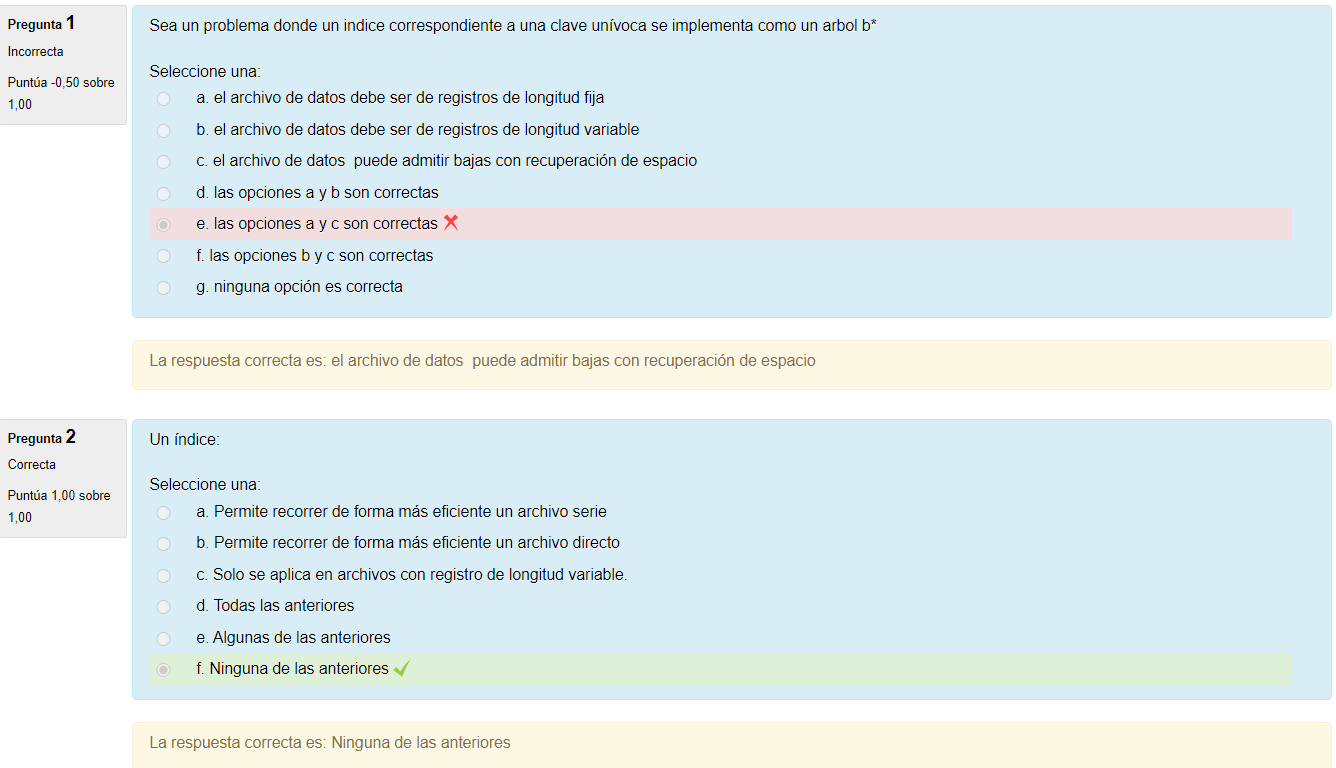 Pregunta 1
Incorrecta
Puntúa -0,50 sobre
1,00
Sea un problema donde un indice correspondiente a una clave unívoca se implementa como un arbol b*
Seleccione una:
a. el archivo de datos debe ser de registros de longitud fija
b. el archivo de datos debe ser de registros de longitud variable
c. el archivo de datos  puede admitir bajas con recuperación de espacio
d. las opciones a y b son correctas
e. las opciones a y c son correctas
f. las opciones b y c son correctas
g. ninguna opción es correcta
La respuesta correcta es: el archivo de datos  puede admitir bajas con recuperación de espacio
Pregunta 2
Correcta
Puntúa 1,00 sobre
1,00
Un índice:
Seleccione una:
a. Permite recorrer de forma más eficiente un archivo serie
b. Permite recorrer de forma más eficiente un archivo directo
c. Solo se aplica en archivos con registro de longitud variable.
d. Todas las anteriores
e. Algunas de las anteriores
f. Ninguna de las anteriores
La respuesta correcta es: Ninguna de las anteriores